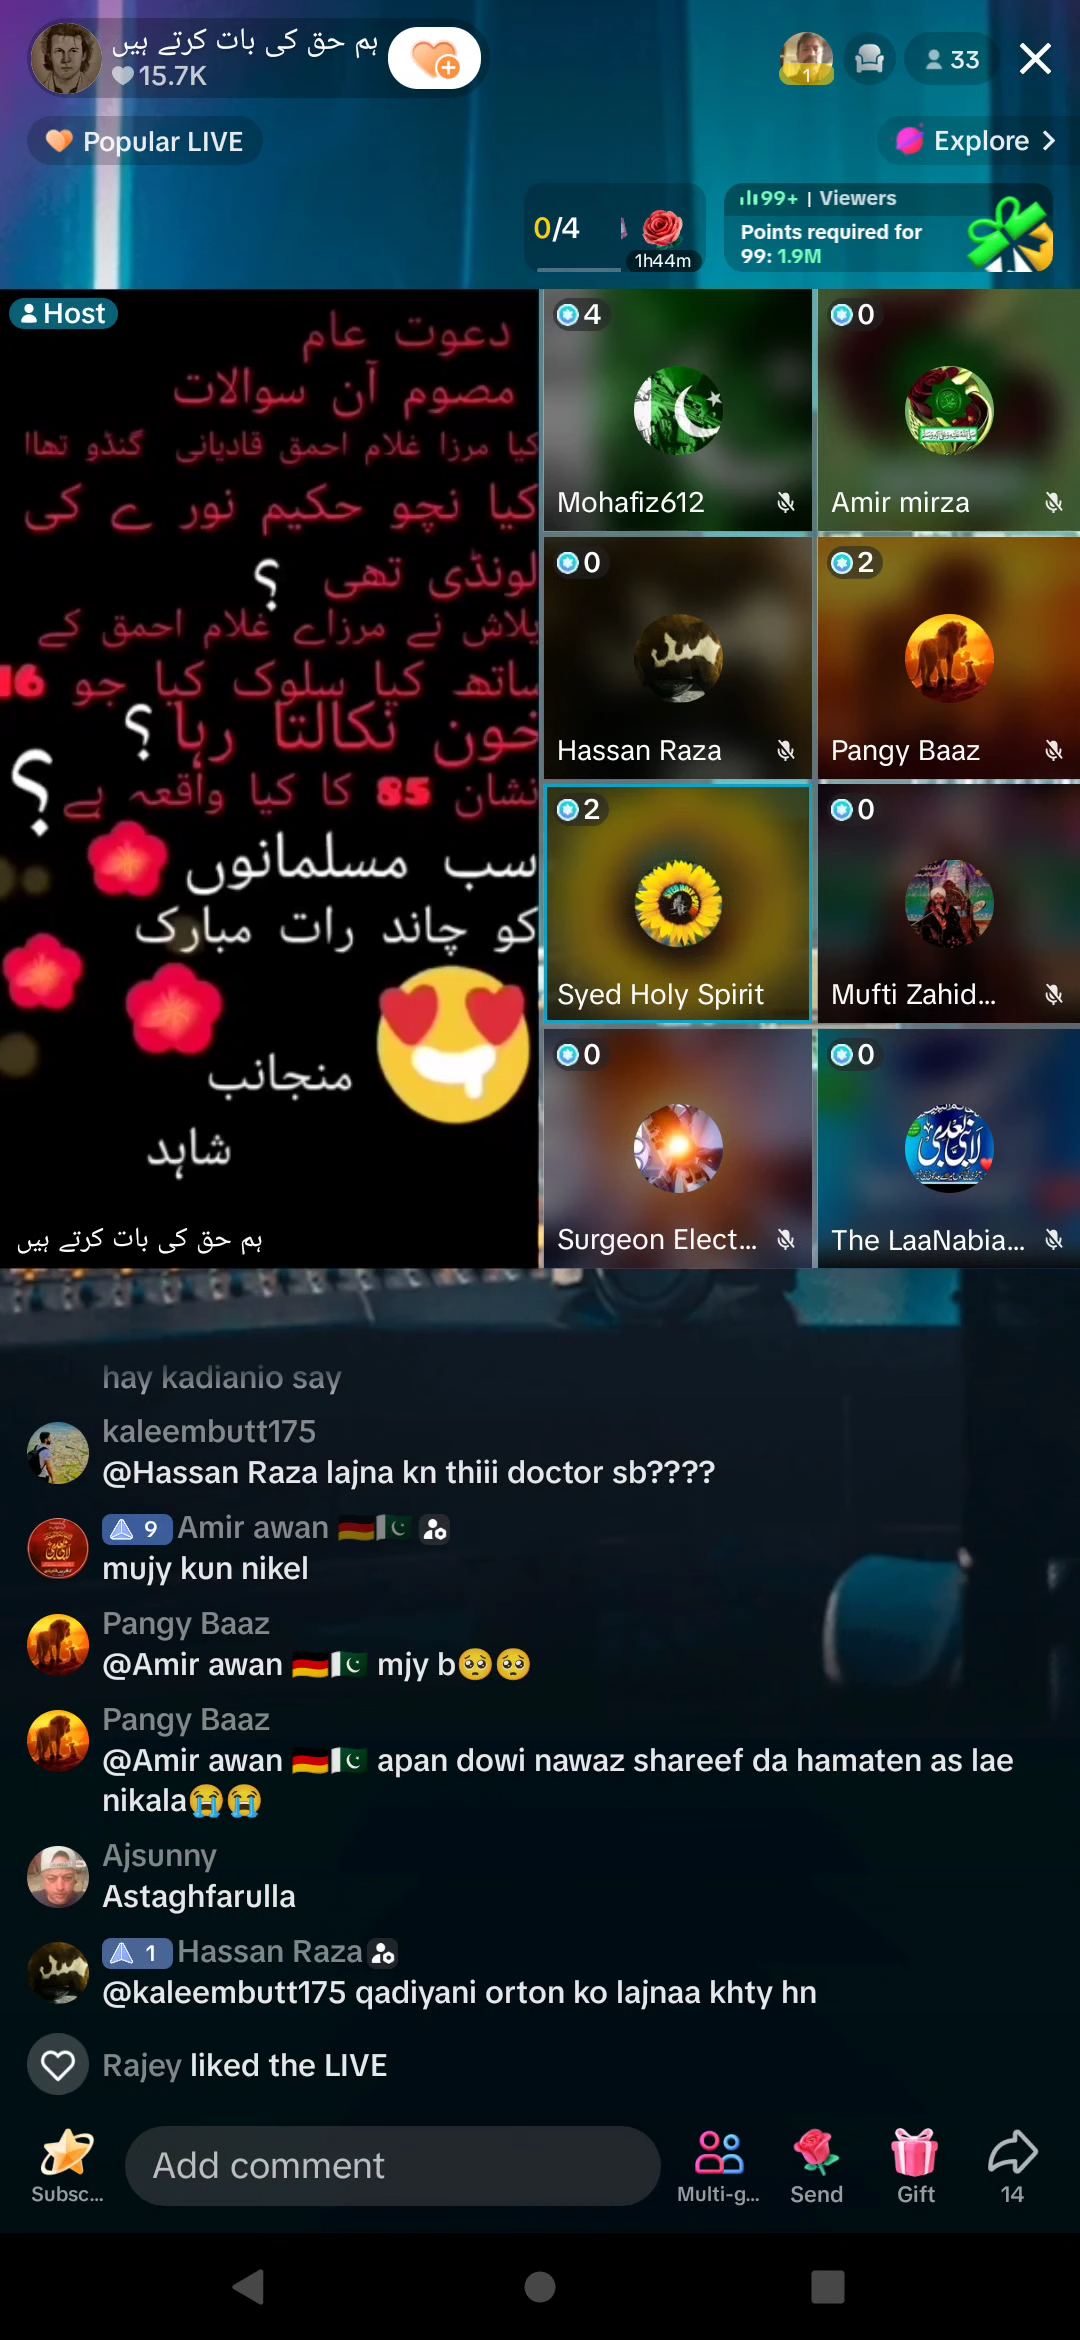 ہم حق کی بات کرتے ہیں
15.7K
1
33
Popular LIVE
Explore
0/4
1h44m
99+ | Viewers
Points required for
99: 1.9M
Host
دعوت عام
مصوم آن سوالات
کیا مرزا غلام احمق قادیانی گنڈو تھاا
کیا نچو حکیم نور ے کی
لونڈی تھی ؟
یلاش نے مرزاے غلام احمق کے
ساتھ کیا سلوک کیا جو 16
خون نکالتا رہا ؟
نشان 85 کا کیا واقعہ ہے ؟
سب مسلمانوں
کو چاند رات مبارک
منجانب
شاہد
ہم حق کی بات کرتے ہیں
4
Mohafiz612
0
Amir mirza
0
Hassan Raza
2
Pangy Baaz
2
Syed Holy Spirit
0
Mufti Zahid...
0
Surgeon Elect...
0
The LaaNabia...
hay kadianio say
kaleembutt175
@Hassan Raza lajna kn thiii doctor sb????
9 Amir awan 🇩🇪🇵🇰
mujy kun nikel
Pangy Baaz
@Amir awan 🇩🇪🇵🇰 mjy b🥺🥺
Pangy Baaz
@Amir awan 🇩🇪🇵🇰 apan dowi nawaz shareef da hamaten as lae
nikala😭😭
Ajsunny
Astaghfarulla
1 Hassan Raza
@kaleembutt175 qadiyani orton ko lajnaa khty hn
Rajey liked the LIVE
Add comment
Subsc...
Multi-g...
Send
Gift
14